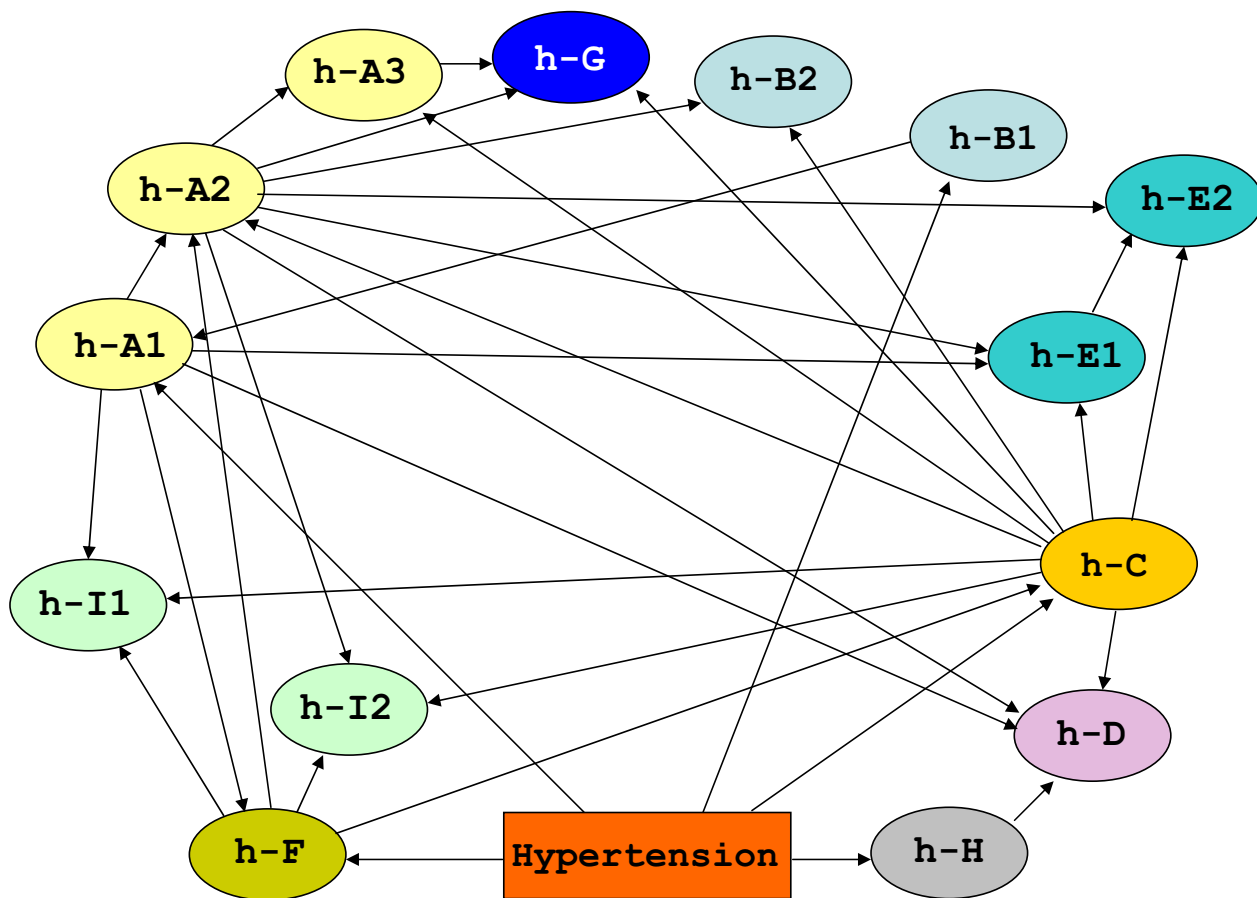 h-G
h-A3
h-B2
h-B1
h-A2
h-E2
h-A1
h-E1
h-C
h-I1
h-I2
h-D
h-F
Hypertension
h-H